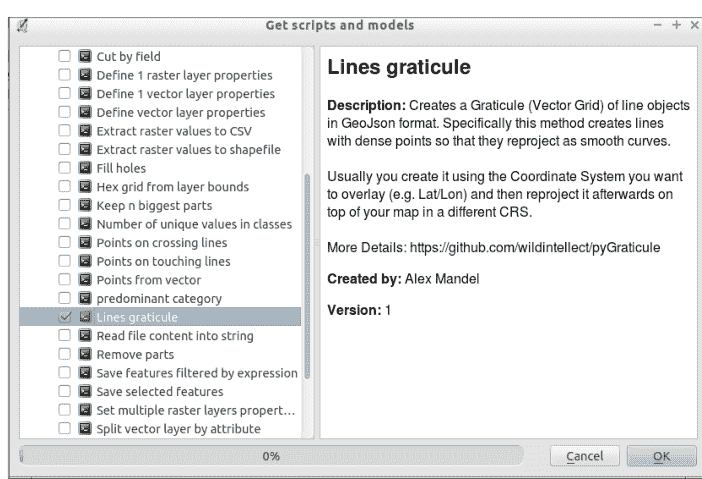 Get scripts and models
Cut by field
Define 1 raster layer properties
Define 1 vector layer properties
Define vector layer properties
Extract raster values to CSV
Extract raster values to shapefile
Fill holes
Hex grid from layer bounds
Keep n biggest parts
Number of unique values in classes
Points on crossing lines
Points on touching lines
Points from vector
predominant category
Lines graticule
Read file content into string
Remove parts
Save features filtered by expression
Save selected features
Set multiple raster layers propert...
Split vector layer by attribute
Lines graticule
Description: Creates a Graticule (Vector Grid) of line objects
in GeoJson format. Specifically this method creates lines
with dense points so that they reproject as smooth curves.
Usually you create it using the Coordinate System you want
to overlay (e.g. Lat/Lon) and then reproject it afterwards on
top of your map in a different CRS.
More Details: https://github.com/wildintellect/pyGraticule
Created by: Alex Mandel
Version: 1
0%
Cancel
OK